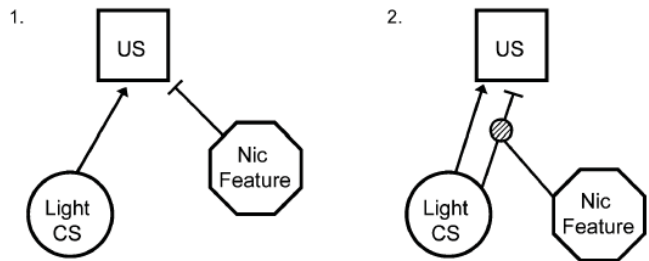 1.
US
Light
CS
Nic
Feature
2.
US
Light
CS
Nic
Feature